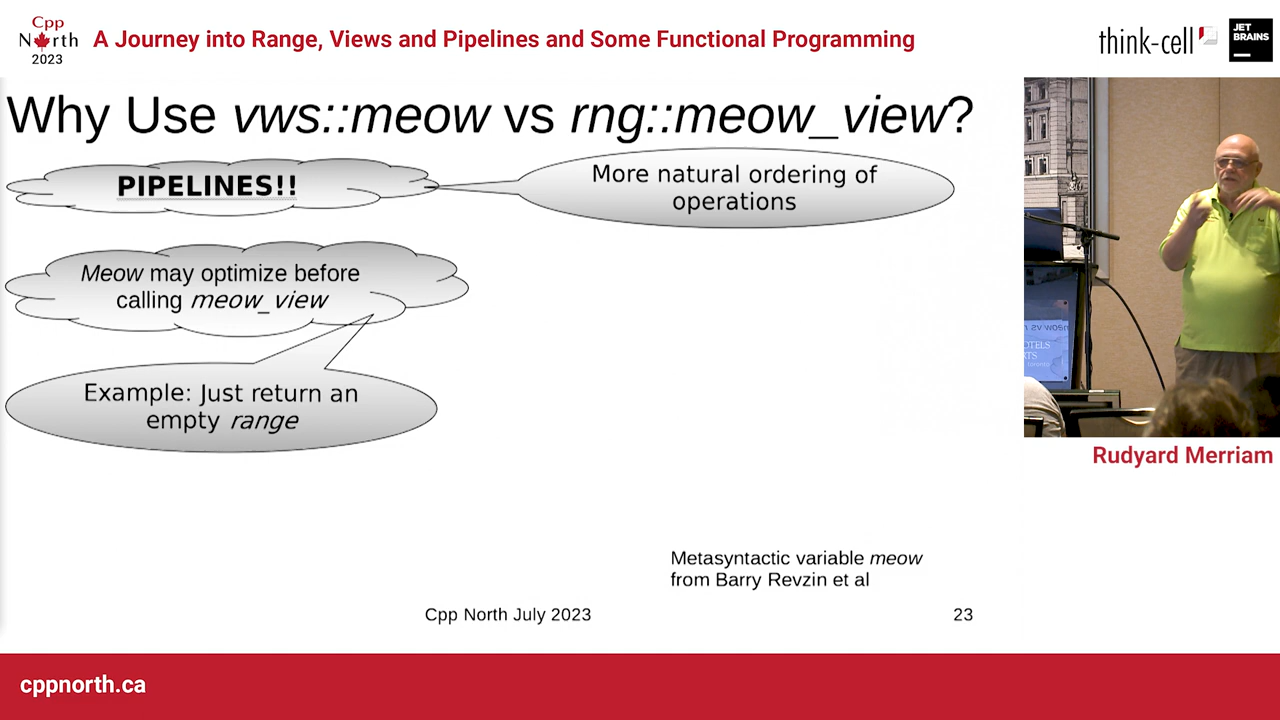 Cpp
North
2023
A Journey into Range, Views and Pipelines and Some Functional Programming
think-cell
JET
BRAINS
Why Use vws::meow vs rng::meow_view?
PIPELINES!!
More natural ordering of
operations
Meow may optimize before
calling meow_view
Example: Just return an
empty range
Metasyntactic variable meow
from Barry Revzin et al
Cpp North July 2023
23
Rudyard Merriam
cppnorth.ca